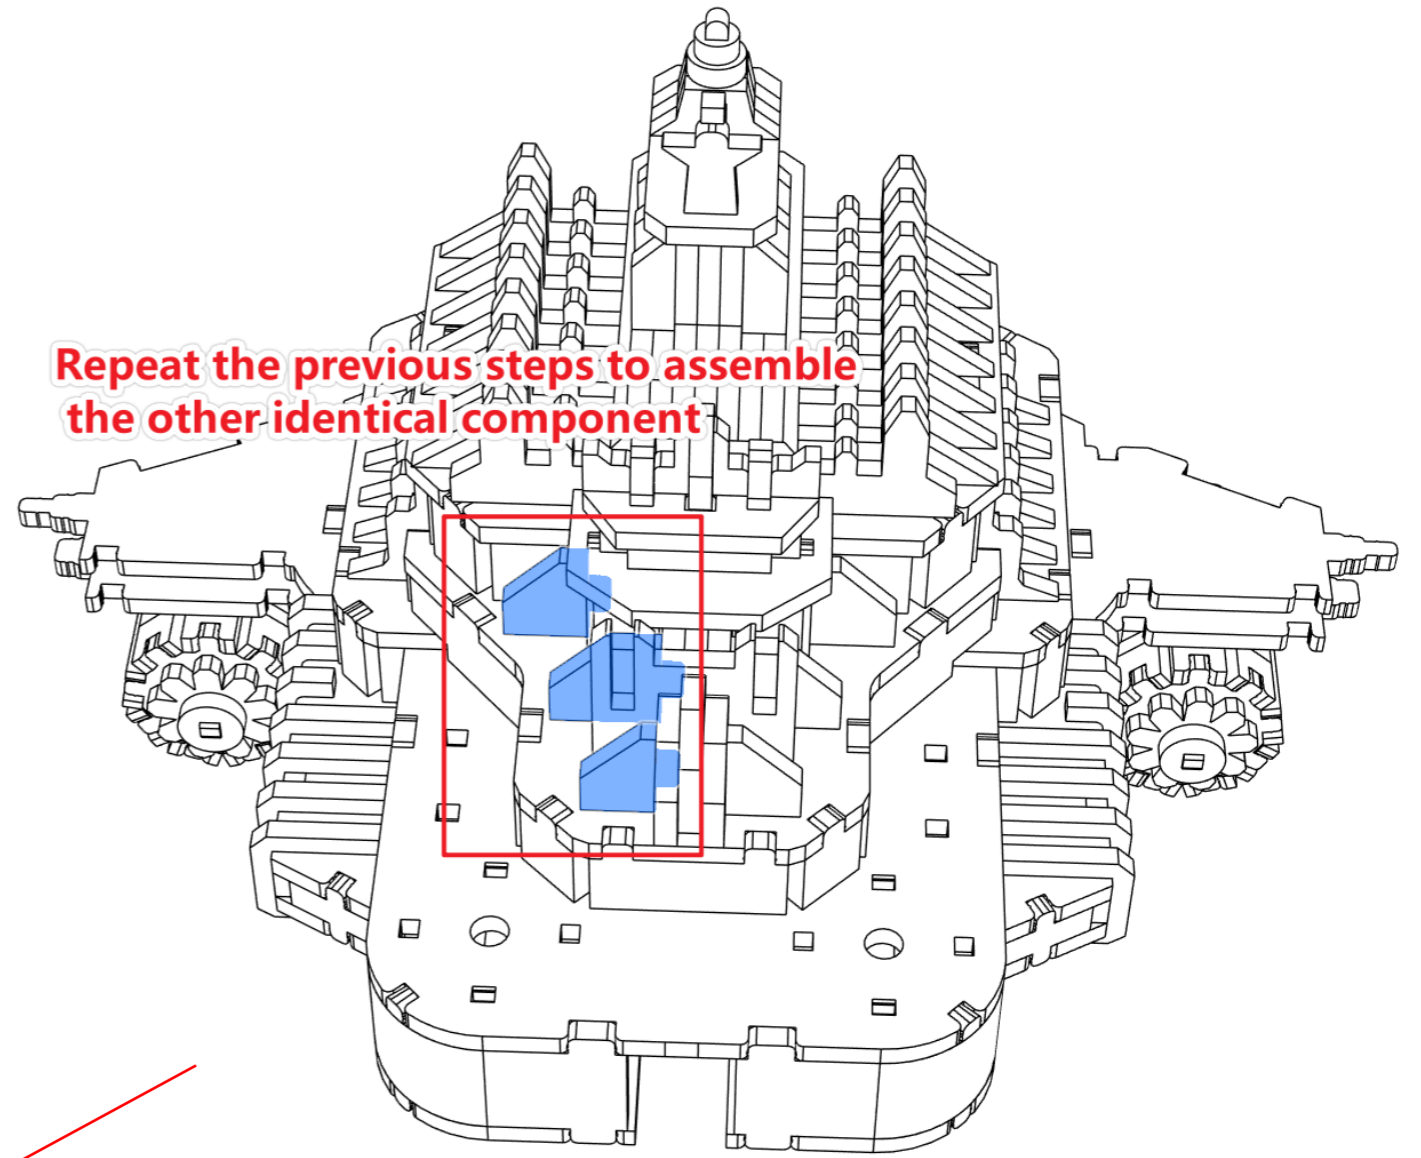 Repeat the previous steps to assemble
the other identical component